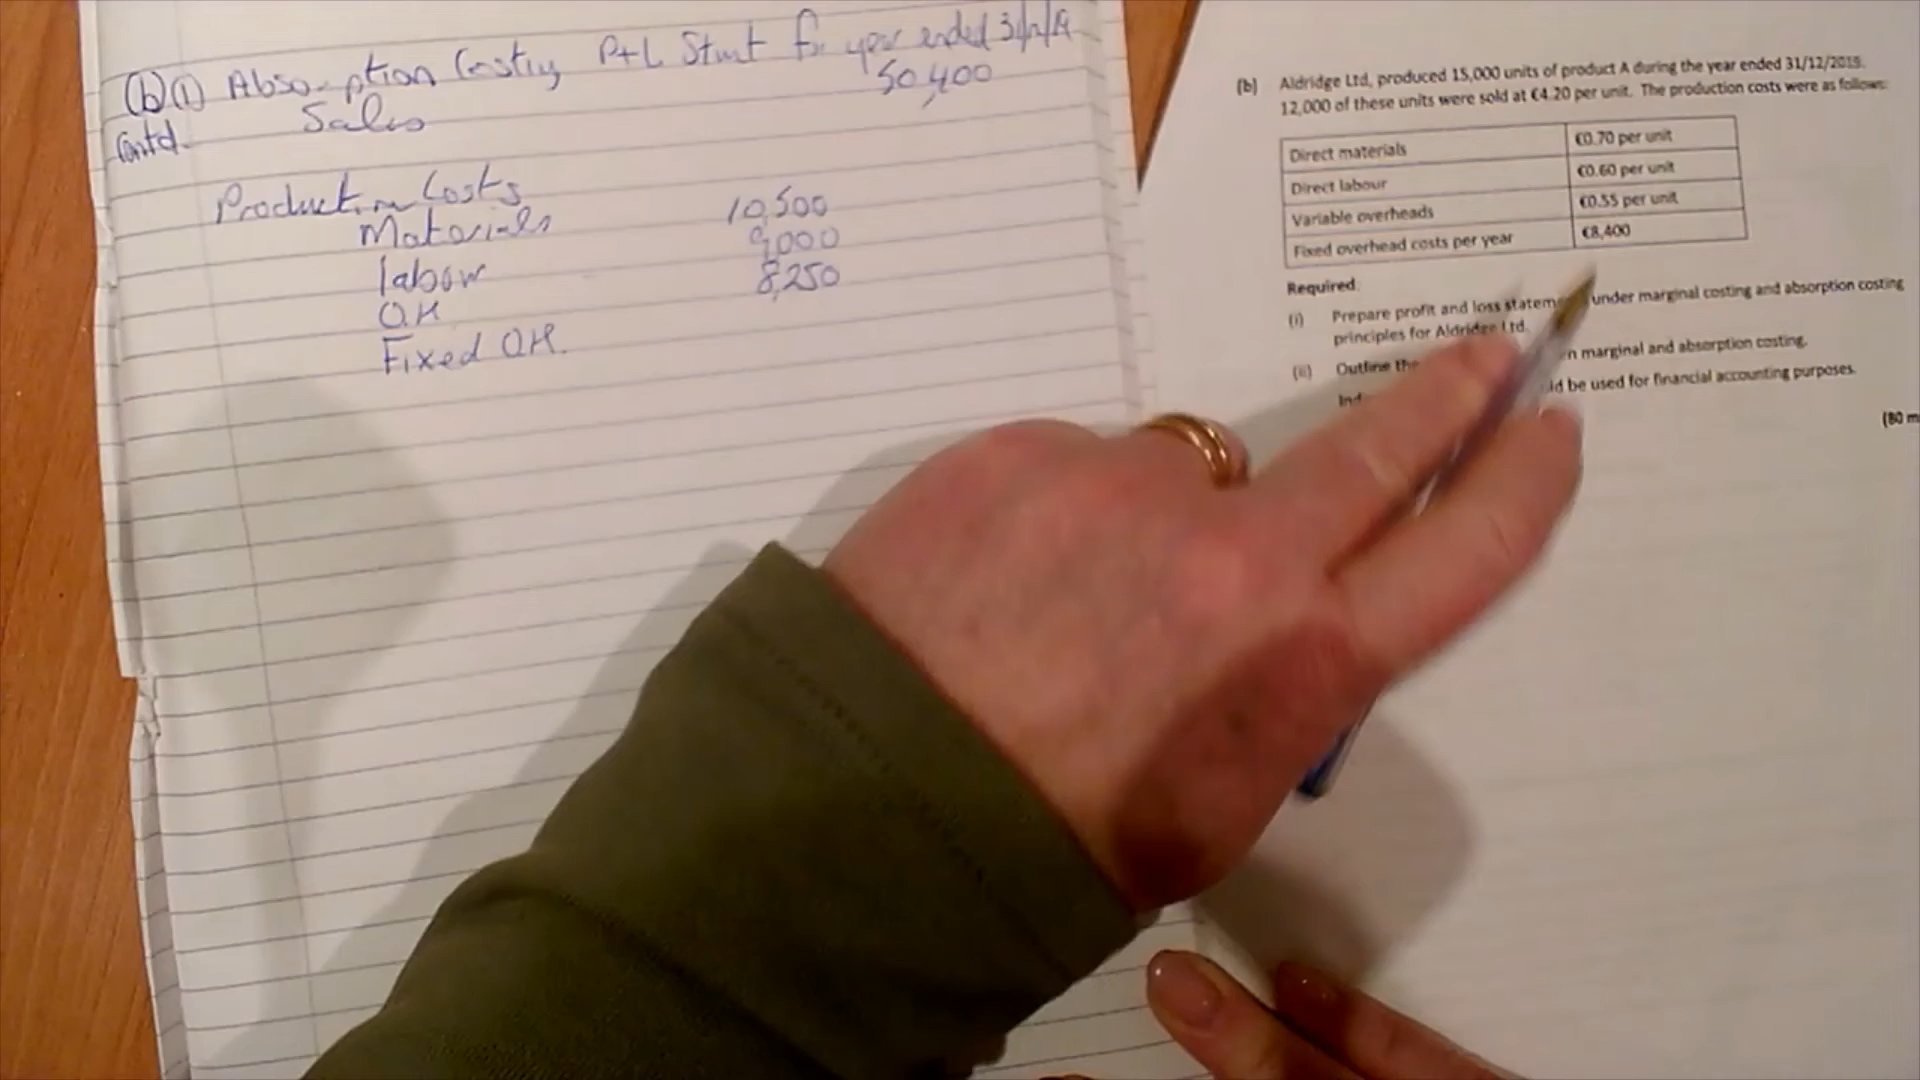 (b)(i) Absorption Costing P+L Stmt for year ended 31/12/19
Contd.
Sales 50,400
Production Costs
Materials 10,500
labour 9,000
OH 8,250
Fixed OH.
(b) Aldridge Ltd, produced 15,000 units of product A during the year ended 31/12/2019.
12,000 of these units were sold at €4.20 per unit. The production costs were as follows:
Direct materials €0.70 per unit
Direct labour €0.60 per unit
Variable overheads €0.55 per unit
Fixed overhead costs per year €8,400
Required:
(i) Prepare profit and loss under marginal costing and absorption costing
principles for Aldridge Ltd.
(ii) Outline the marginal and absorption costing.
be used for financial accounting purposes.
(80